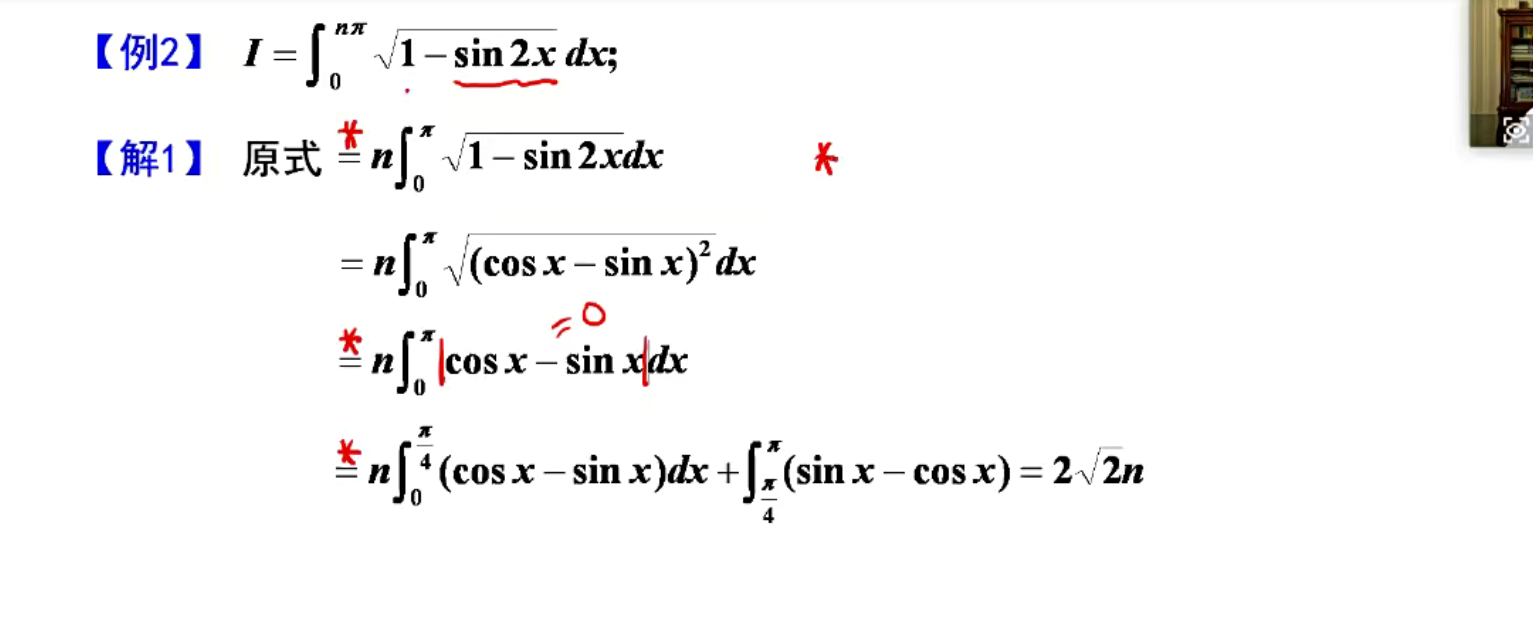 【例2】 I = ∫₀^{nπ} √(1 − sin 2x) dx;
【解1】 原式 * = n∫₀^{π} √(1 − sin 2x)dx *
= n∫₀^{π} √((cos x − sin x)²)dx
= 0
* = n∫₀^{π} |cos x − sin x|dx
* = n∫₀^{π/4} (cos x − sin x)dx + ∫_{π/4}^{π} (sin x − cos x) = 2√2n